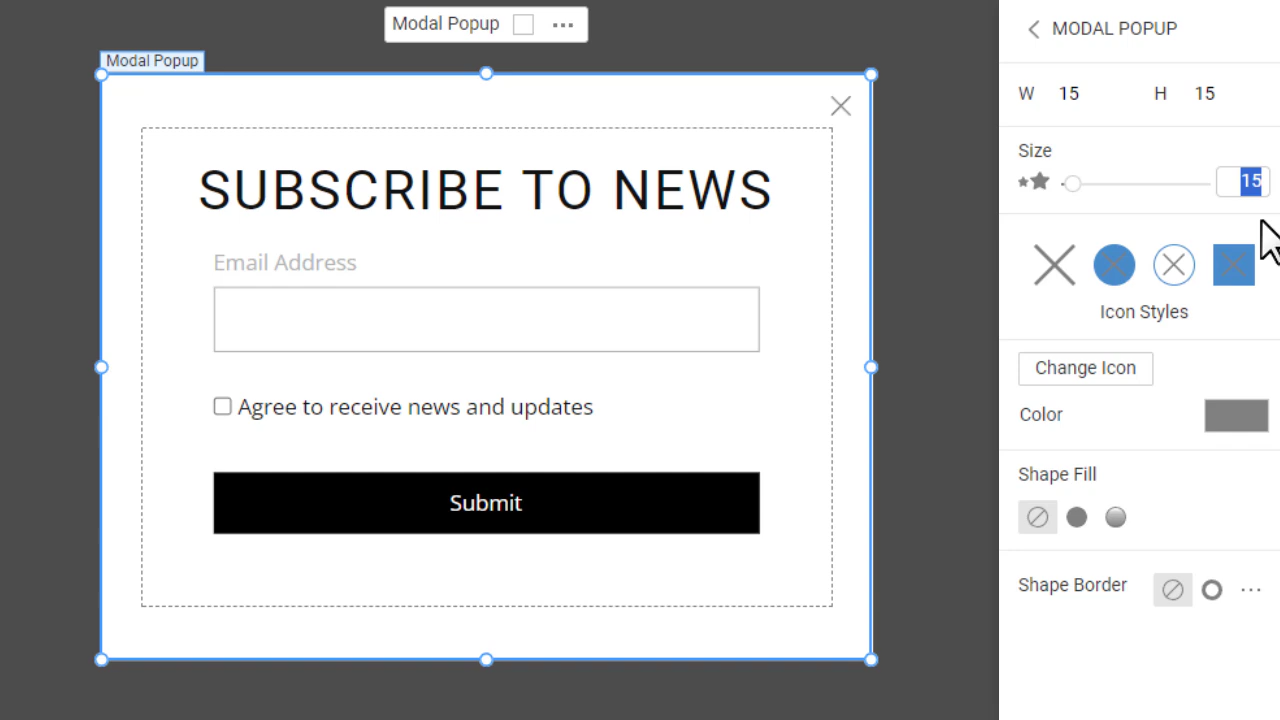 Modal Popup
Modal Popup
SUBSCRIBE TO NEWS
Email Address
Agree to receive news and updates
Submit
MODAL POPUP
W 15 H 15
Size
15
Icon Styles
Change Icon
Color
Shape Fill
Shape Border